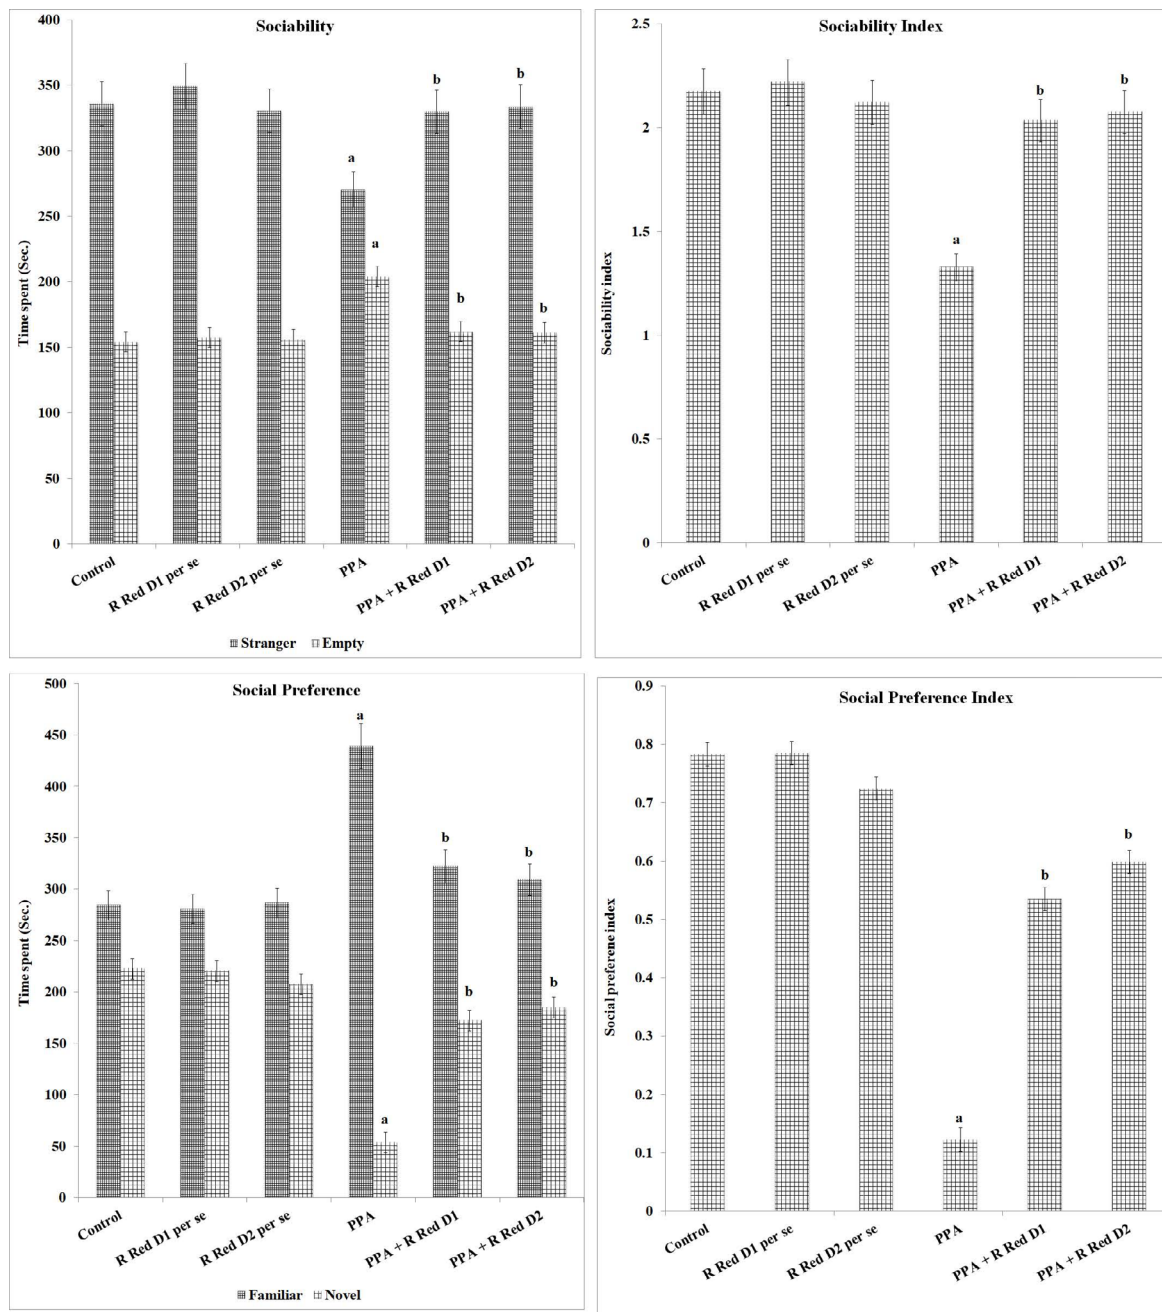 Sociability
400
350
300
250
200
150
100
50
0
Time spent (Sec.)
b
b
a
a
b
b
Control
R Red D1 per se
R Red D2 per se
PPA
PPA + R Red D1
PPA + R Red D2
Stranger Empty
Sociability Index
2.5
2
1.5
1
0.5
0
Sociability index
b
b
a
Control
R Red D1 per se
R Red D2 per se
PPA
PPA + R Red D1
PPA + R Red D2
Social Preference
500
450
400
350
300
250
200
150
100
50
0
Time spent (Sec.)
a
b
b
b
b
a
Control
R Red D1 per se
R Red D2 per se
PPA
PPA + R Red D1
PPA + R Red D2
Familiar Novel
Social Preference Index
0.9
0.8
0.7
0.6
0.5
0.4
0.3
0.2
0.1
0
Social preferene index
b
b
a
Control
R Red D1 per se
R Red D2 per se
PPA
PPA + R Red D1
PPA + R Red D2